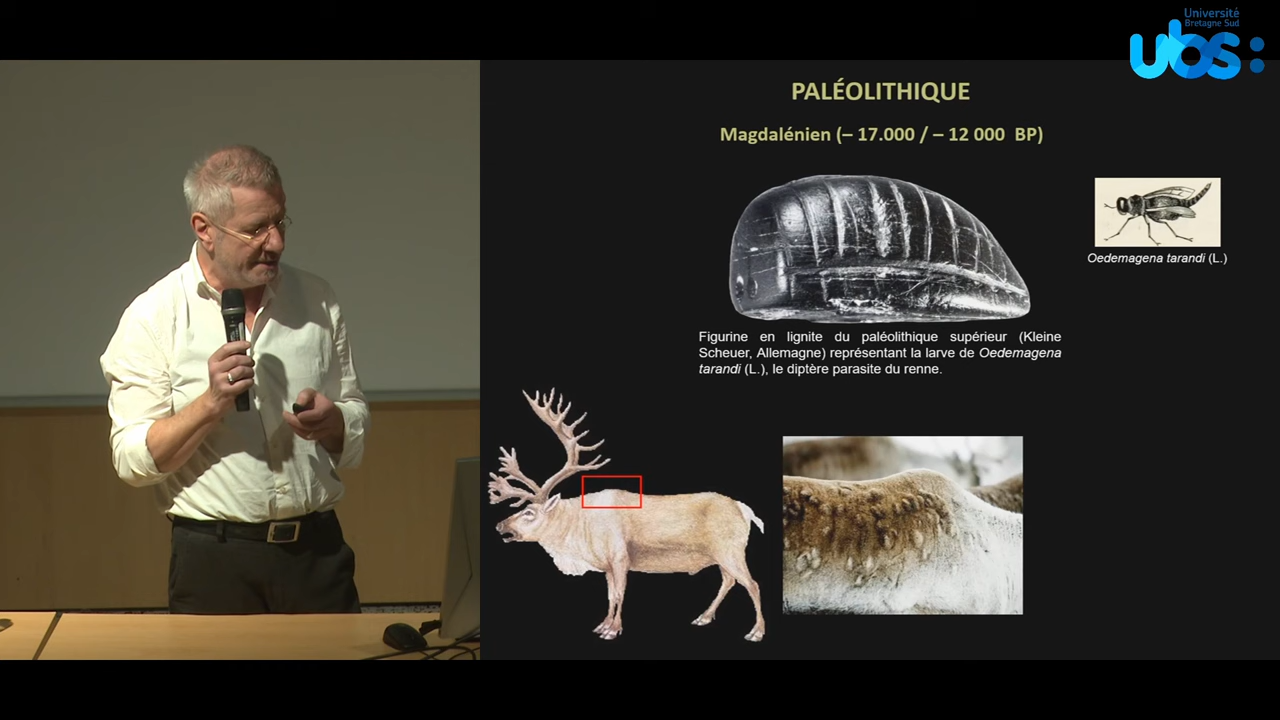 Université
Bretagne Sud
ubs:
PALÉOLITHIQUE
Magdalénien (– 17.000 / – 12 000 BP)
Oedemagena tarandi (L.)
Figurine en lignite du paléolithique supérieur (Kleine
Scheuer, Allemagne) représentant la larve de Oedemagena
tarandi (L.), le diptère parasite du renne.